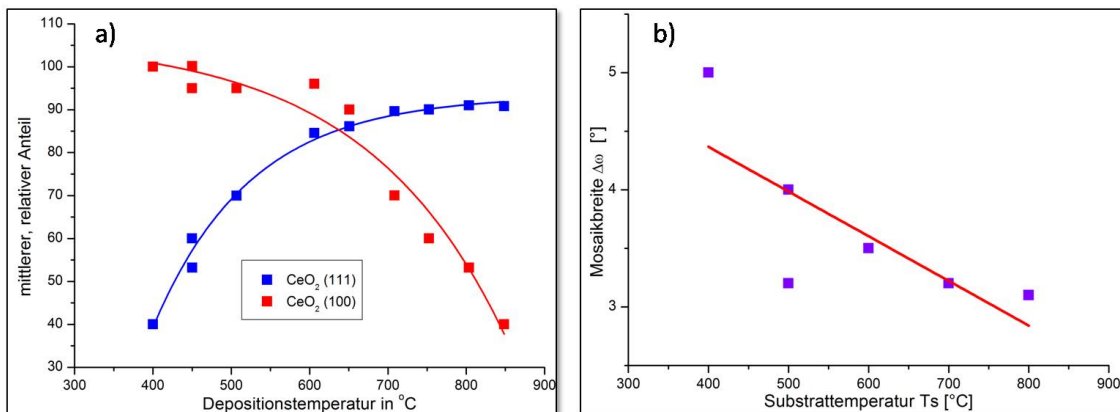 a)
110
100
90
80
70
60
50
40
30
mittlerer, relativer Anteil
CeO₂ (111)
CeO₂ (100)
300 400 500 600 700 800 900
Depositionstemperatur in °C
b)
5
4
3
Mosaikbreite Δω [°]
300 400 500 600 700 800 900
Substrattemperatur Ts [°C]